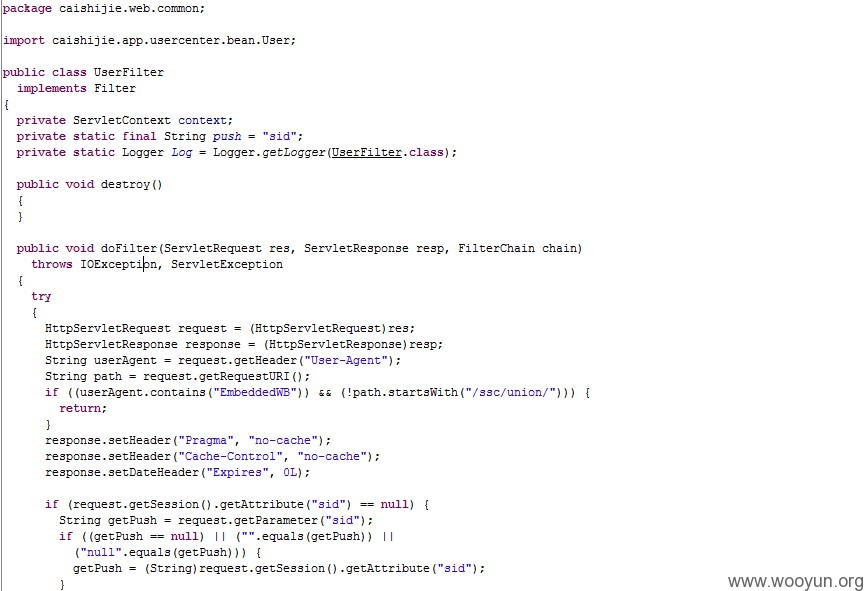 package caishijie.web.common;
import caishijie.app.usercenter.bean.User;
public class UserFilter
implements Filter
{
private ServletContext context;
private static final String push = "sid";
private static Logger Log = Logger.getLogger(UserFilter.class);
public void destroy()
{
}
public void doFilter(ServletRequest res, ServletResponse resp, FilterChain chain)
throws IOException, ServletException
{
try
{
HttpServletRequest request = (HttpServletRequest)res;
HttpServletResponse response = (HttpServletResponse)resp;
String userAgent = request.getHeader("User-Agent");
String path = request.getRequestURI();
if ((userAgent.contains("EmbeddedWB")) && (!path.startsWith("/ssc/union/"))) {
return;
}
response.setHeader("Pragma", "no-cache");
response.setHeader("Cache-Control", "no-cache");
response.setDateHeader("Expires", 0L);
if (request.getSession().getAttribute("sid") == null) {
String getPush = request.getParameter("sid");
if ((getPush == null) || ("".equals(getPush)) ||
("null".equals(getPush))) {
getPush = (String)request.getSession().getAttribute("sid");
}
www.wooyun.org